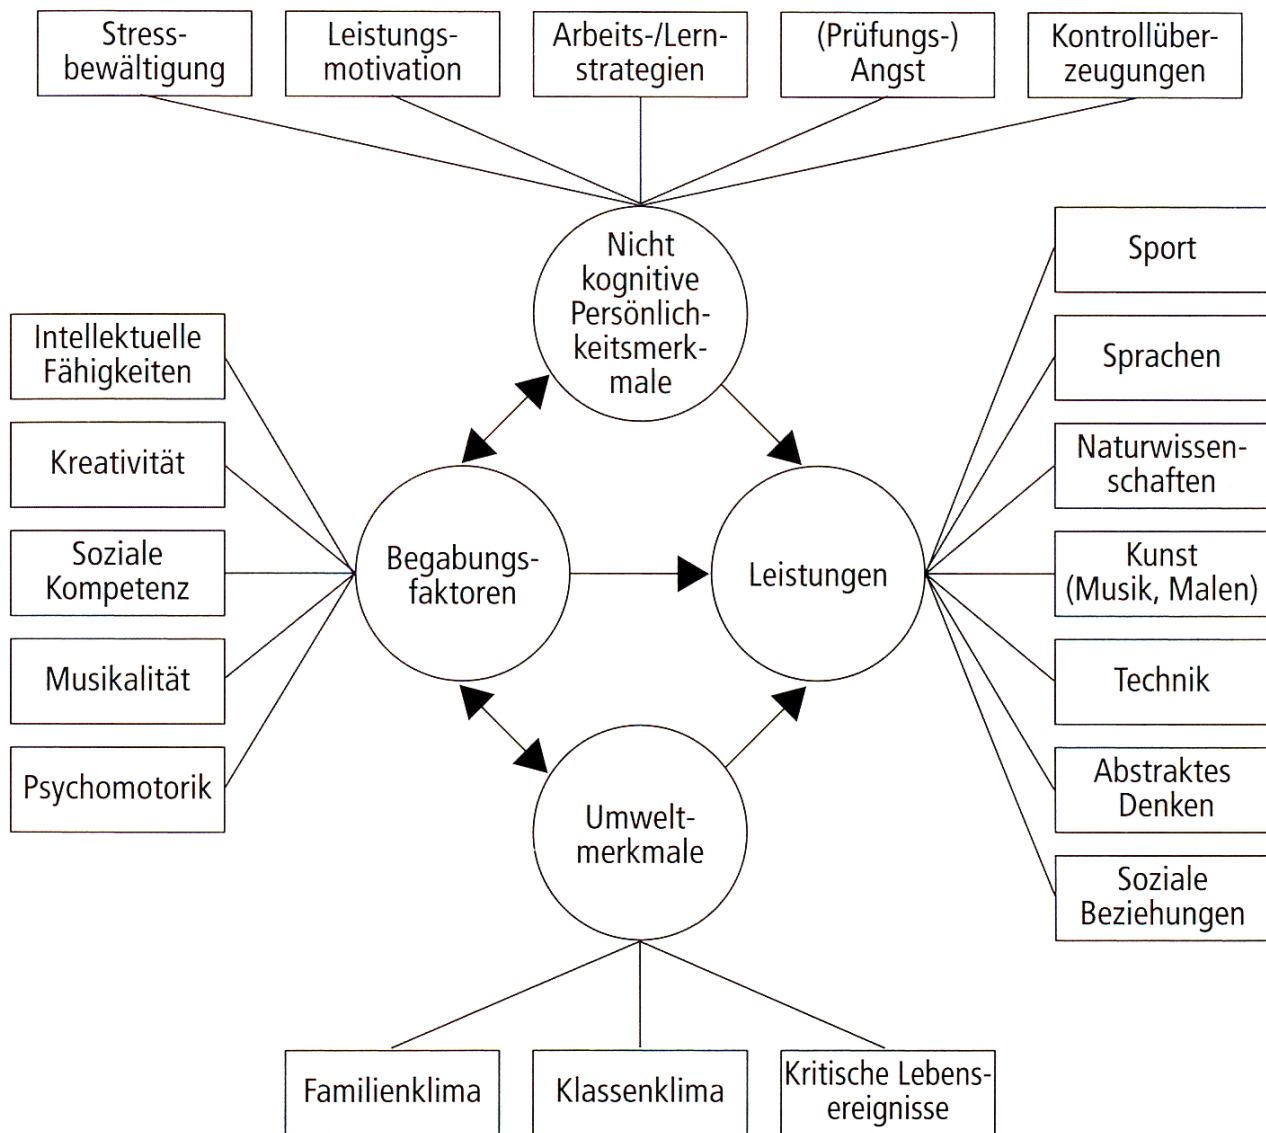 Stress-
bewältigung
Leistungs-
motivation
Arbeits-/Lern-
strategien
(Prüfungs-)
Angst
Kontrollüber-
zeugungen
Nicht
kognitive
Persönlich-
keitsmerk-
male
Intellektuelle
Fähigkeiten
Kreativität
Soziale
Kompetenz
Musikalität
Psychomotorik
Begabungs-
faktoren
Leistungen
Umwelt-
merkmale
Sport
Sprachen
Naturwissen-
schaften
Kunst
(Musik, Malen)
Technik
Abstraktes
Denken
Soziale
Beziehungen
Familienklima
Klassenklima
Kritische Lebens-
ereignisse